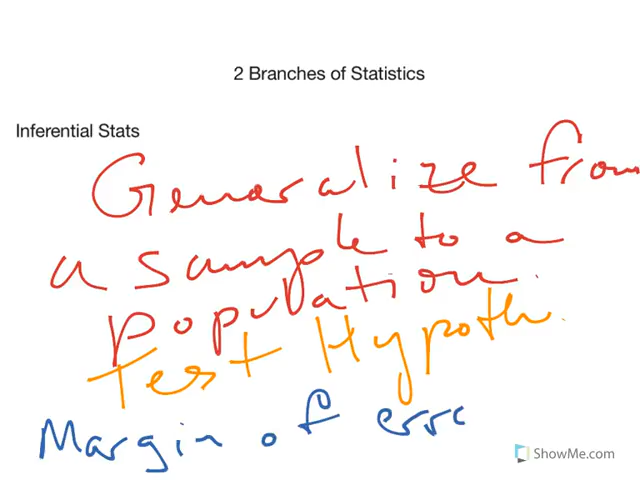 2 Branches of Statistics
Inferential Stats
Generalize from
a sample to a
population.
Test Hypoth.
Margin of erro
ShowMe.com